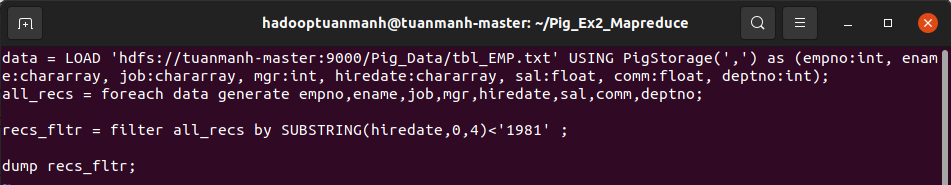 hadooptuanmanh@tuanmanh-master: ~/Pig_Ex2_Mapreduce
data = LOAD 'hdfs://tuanmanh-master:9000/Pig_Data/tbl_EMP.txt' USING PigStorage(',') as (empno:int, enam
e:chararray, job:chararray, mgr:int, hiredate:chararray, sal:float, comm:float, deptno:int);
all_recs = foreach data generate empno,ename,job,mgr,hiredate,sal,comm,deptno;
recs_fltr = filter all_recs by SUBSTRING(hiredate,0,4)<'1981' ;
dump recs_fltr;